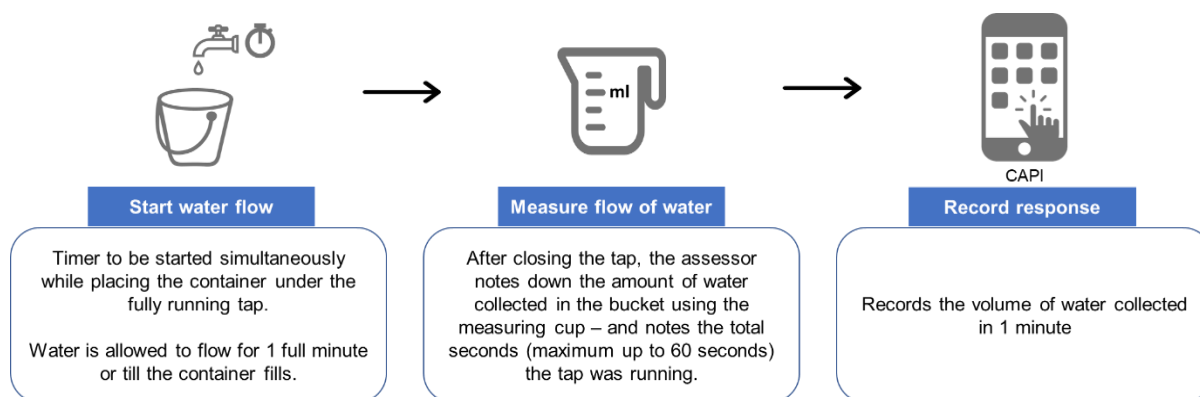 ml
CAPI
Start water flow
Timer to be started simultaneously
while placing the container under the
fully running tap.
Water is allowed to flow for 1 full minute
or till the container fills.
Measure flow of water
After closing the tap, the assessor
notes down the amount of water
collected in the bucket using the
measuring cup – and notes the total
seconds (maximum up to 60 seconds)
the tap was running.
Record response
Records the volume of water collected
in 1 minute